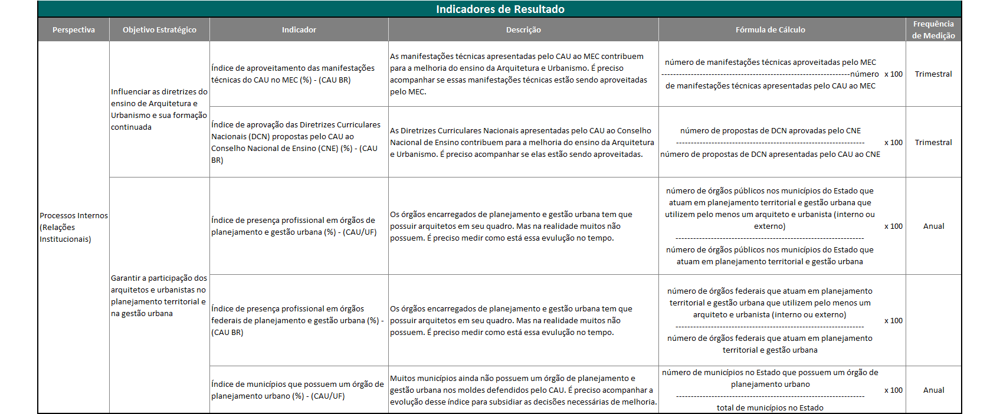 Indicadores de Resultado
Perspectiva
Objetivo Estratégico
Indicador
Descrição
Fórmula de Cálculo
Frequência
de Medição
Processos Internos
(Relações
Institucionais)
Influenciar as diretrizes do
ensino de Arquitetura e
Urbanismo e sua formação
continuada
Índice de aproveitamento das manifestações
técnicas do CAU no MEC (%) - (CAU BR)
As manifestações técnicas apresentadas pelo CAU ao MEC contribuem
para a melhoria do ensino da Arquitetura e Urbanismo. É preciso
acompanhar se essas manifestações técnicas estão sendo aproveitadas
pelo MEC.
número de manifestações técnicas aproveitadas pelo MEC
----------------------------------------------------------------número
de manifestações técnicas apresentadas pelo CAU ao MEC
x 100
Trimestral
Índice de aprovação das Diretrizes Curriculares
Nacionais (DCN) propostas pelo CAU ao
Conselho Nacional de Ensino (CNE) (%) - (CAU
BR)
As Diretrizes Curriculares Nacionais apresentadas pelo CAU ao Conselho
Nacional de Ensino contribuem para a melhoria do ensino da Arquitetura
e Urbanismo. É preciso acompanhar se elas estão sendo aproveitadas.
número de propostas de DCN aprovadas pelo CNE
----------------------------------------------------------------
número de propostas de DCN apresentadas pelo CAU ao CNE
x 100
Trimestral
Garantir a participação dos
arquitetos e urbanistas no
planejamento territorial e
na gestão urbana
Índice de presença profissional em órgãos de
planejamento e gestão urbana (%) - (CAU/UF)
Os órgãos encarregados de planejamento e gestão urbana tem que
possuir arquitetos em seu quadro. Mas na realidade muitos não
possuem. É preciso medir como está essa evulução no tempo.
número de órgãos públicos nos municípios do Estado que
atuam em planejamento territorial e gestão urbana que
utilizem pelo menos um arquiteto e urbanista (interno ou
externo)
----------------------------------------------------------------
número de órgãos públicos nos municípios do Estado que
atuam em planejamento territorial e gestão urbana
x 100
Anual
Índice de presença profissional em órgãos
federais de planejamento e gestão urbana (%) -
(CAU BR)
Os órgãos encarregados de planejamento e gestão urbana tem que
possuir arquitetos em seu quadro. Mas na realidade muitos não
possuem. É preciso medir como está essa evulução no tempo.
número de órgãos federais que atuam em planejamento
territorial e gestão urbana que utilizem pelo menos um
arquiteto e urbanista (interno ou externo)
----------------------------------------------------------------
número de órgãos federais que atuam em planejamento
territorial e gestão urbana
x 100
Índice de municípios que possuem um órgão de
planejamento urbano (%) - (CAU/UF)
Muitos municípios ainda não possuem um órgão de planejamento e
gestão urbana nos moldes defendidos pelo CAU. É preciso acompanhar a
evolução desse índice para subsidiar as decisões necessárias de melhoria.
número de municípios no Estado que possuem um órgão de
planejamento urbano
----------------------------------------------------------------
total de municípios no Estado
x 100
Anual